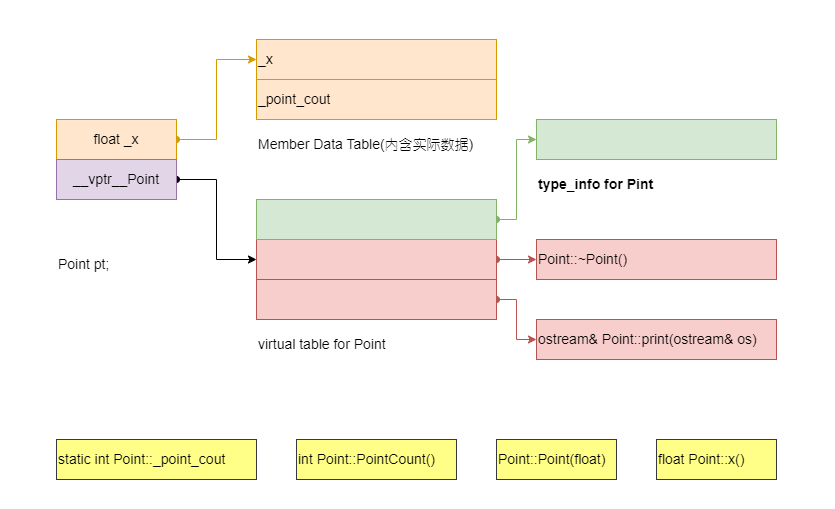 _x
_point_cout
float _x
Member Data Table(内含实际数据)
__vptr__Point
type_info for Pint
Point pt;
Point::~Point()
virtual table for Point
ostream& Point::print(ostream& os)
static int Point::_point_cout
int Point::PointCount()
Point::Point(float)
float Point::x()